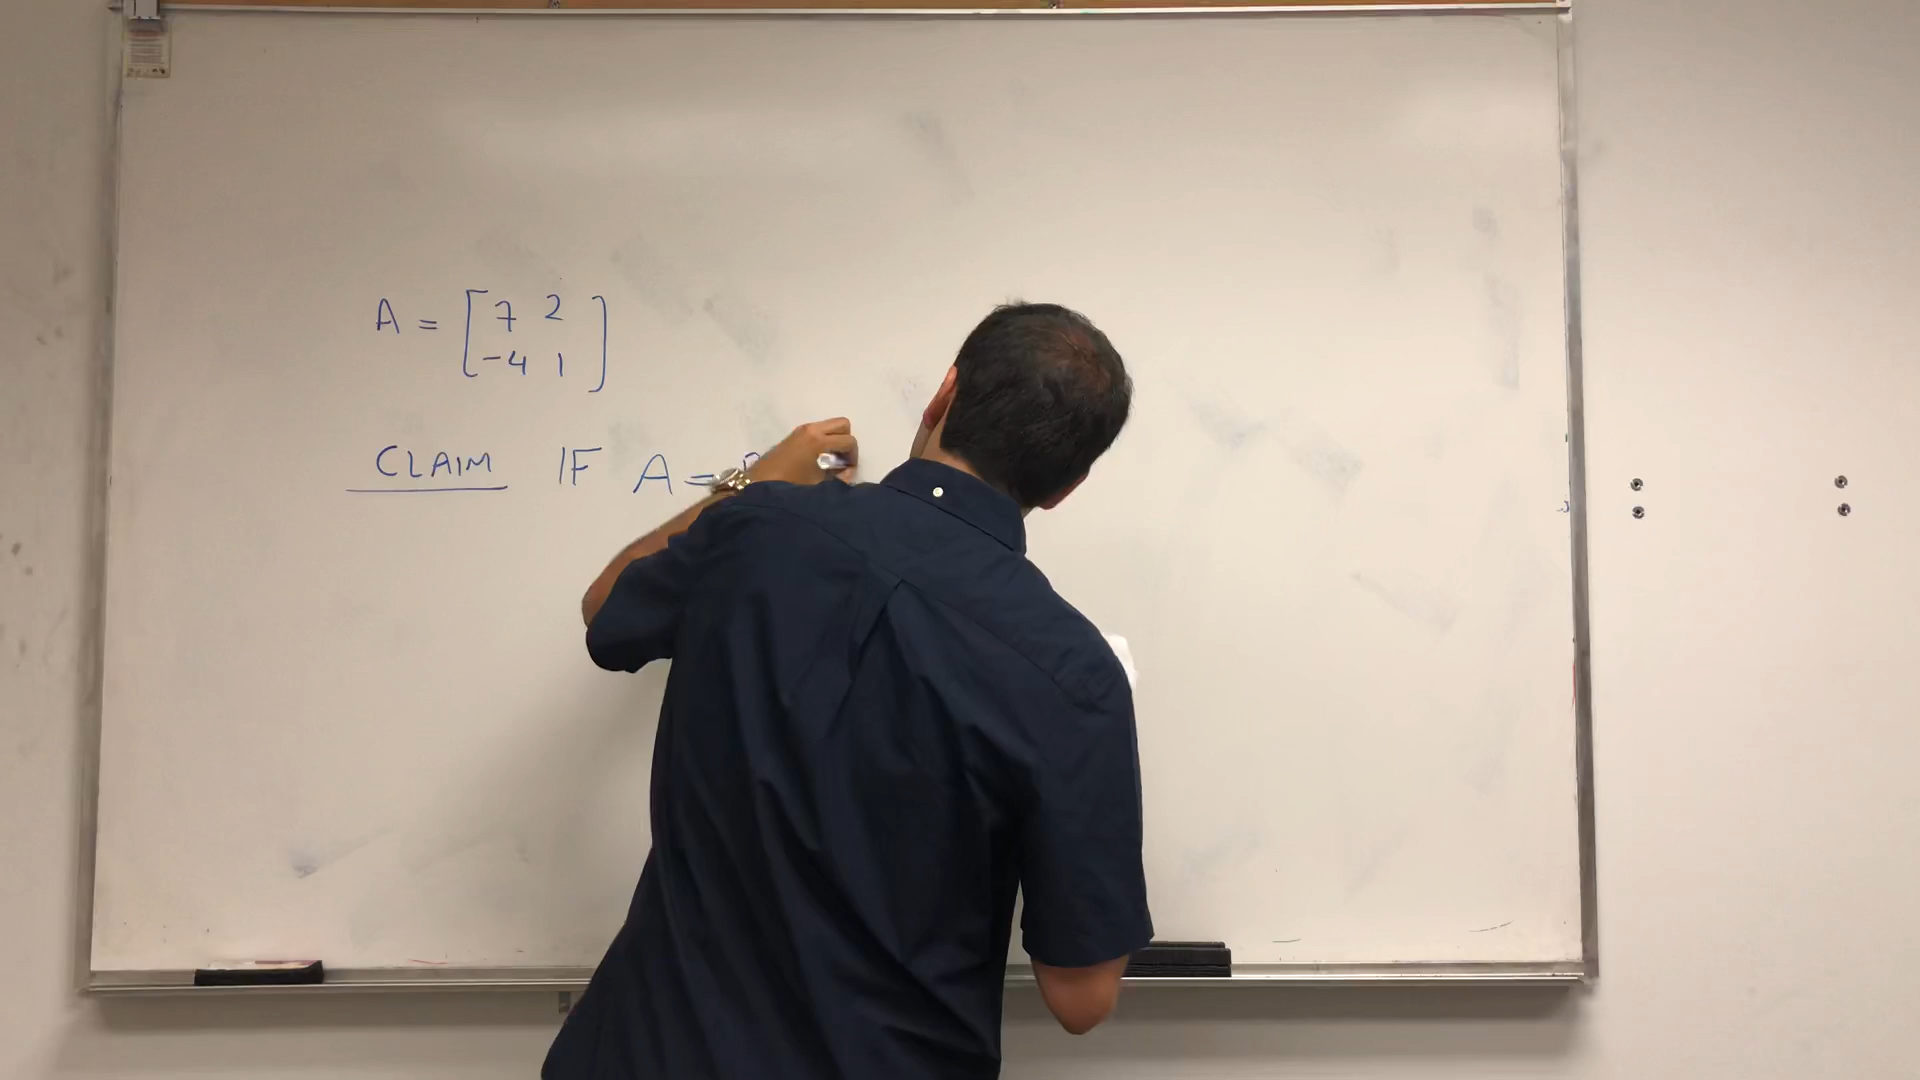 A = [ 7 2
-4 1 ]
CLAIM IF A =